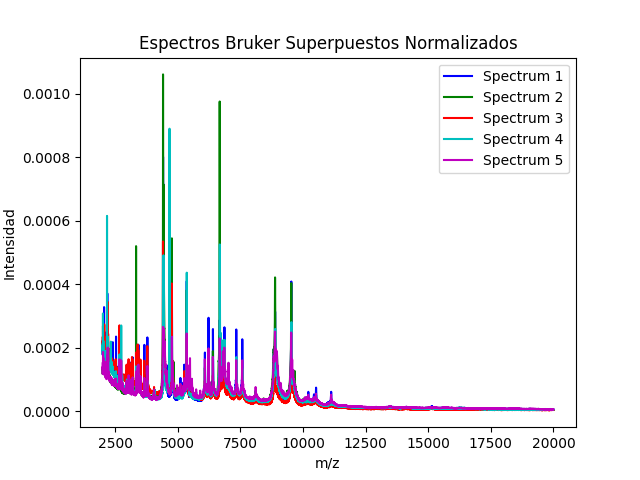 Espectros Bruker Superpuestos Normalizados
Spectrum 1
Spectrum 2
Spectrum 3
Spectrum 4
Spectrum 5
Intensidad
0.0010
0.0008
0.0006
0.0004
0.0002
0.0000
2500 5000 7500 10000 12500 15000 17500 20000
m/z